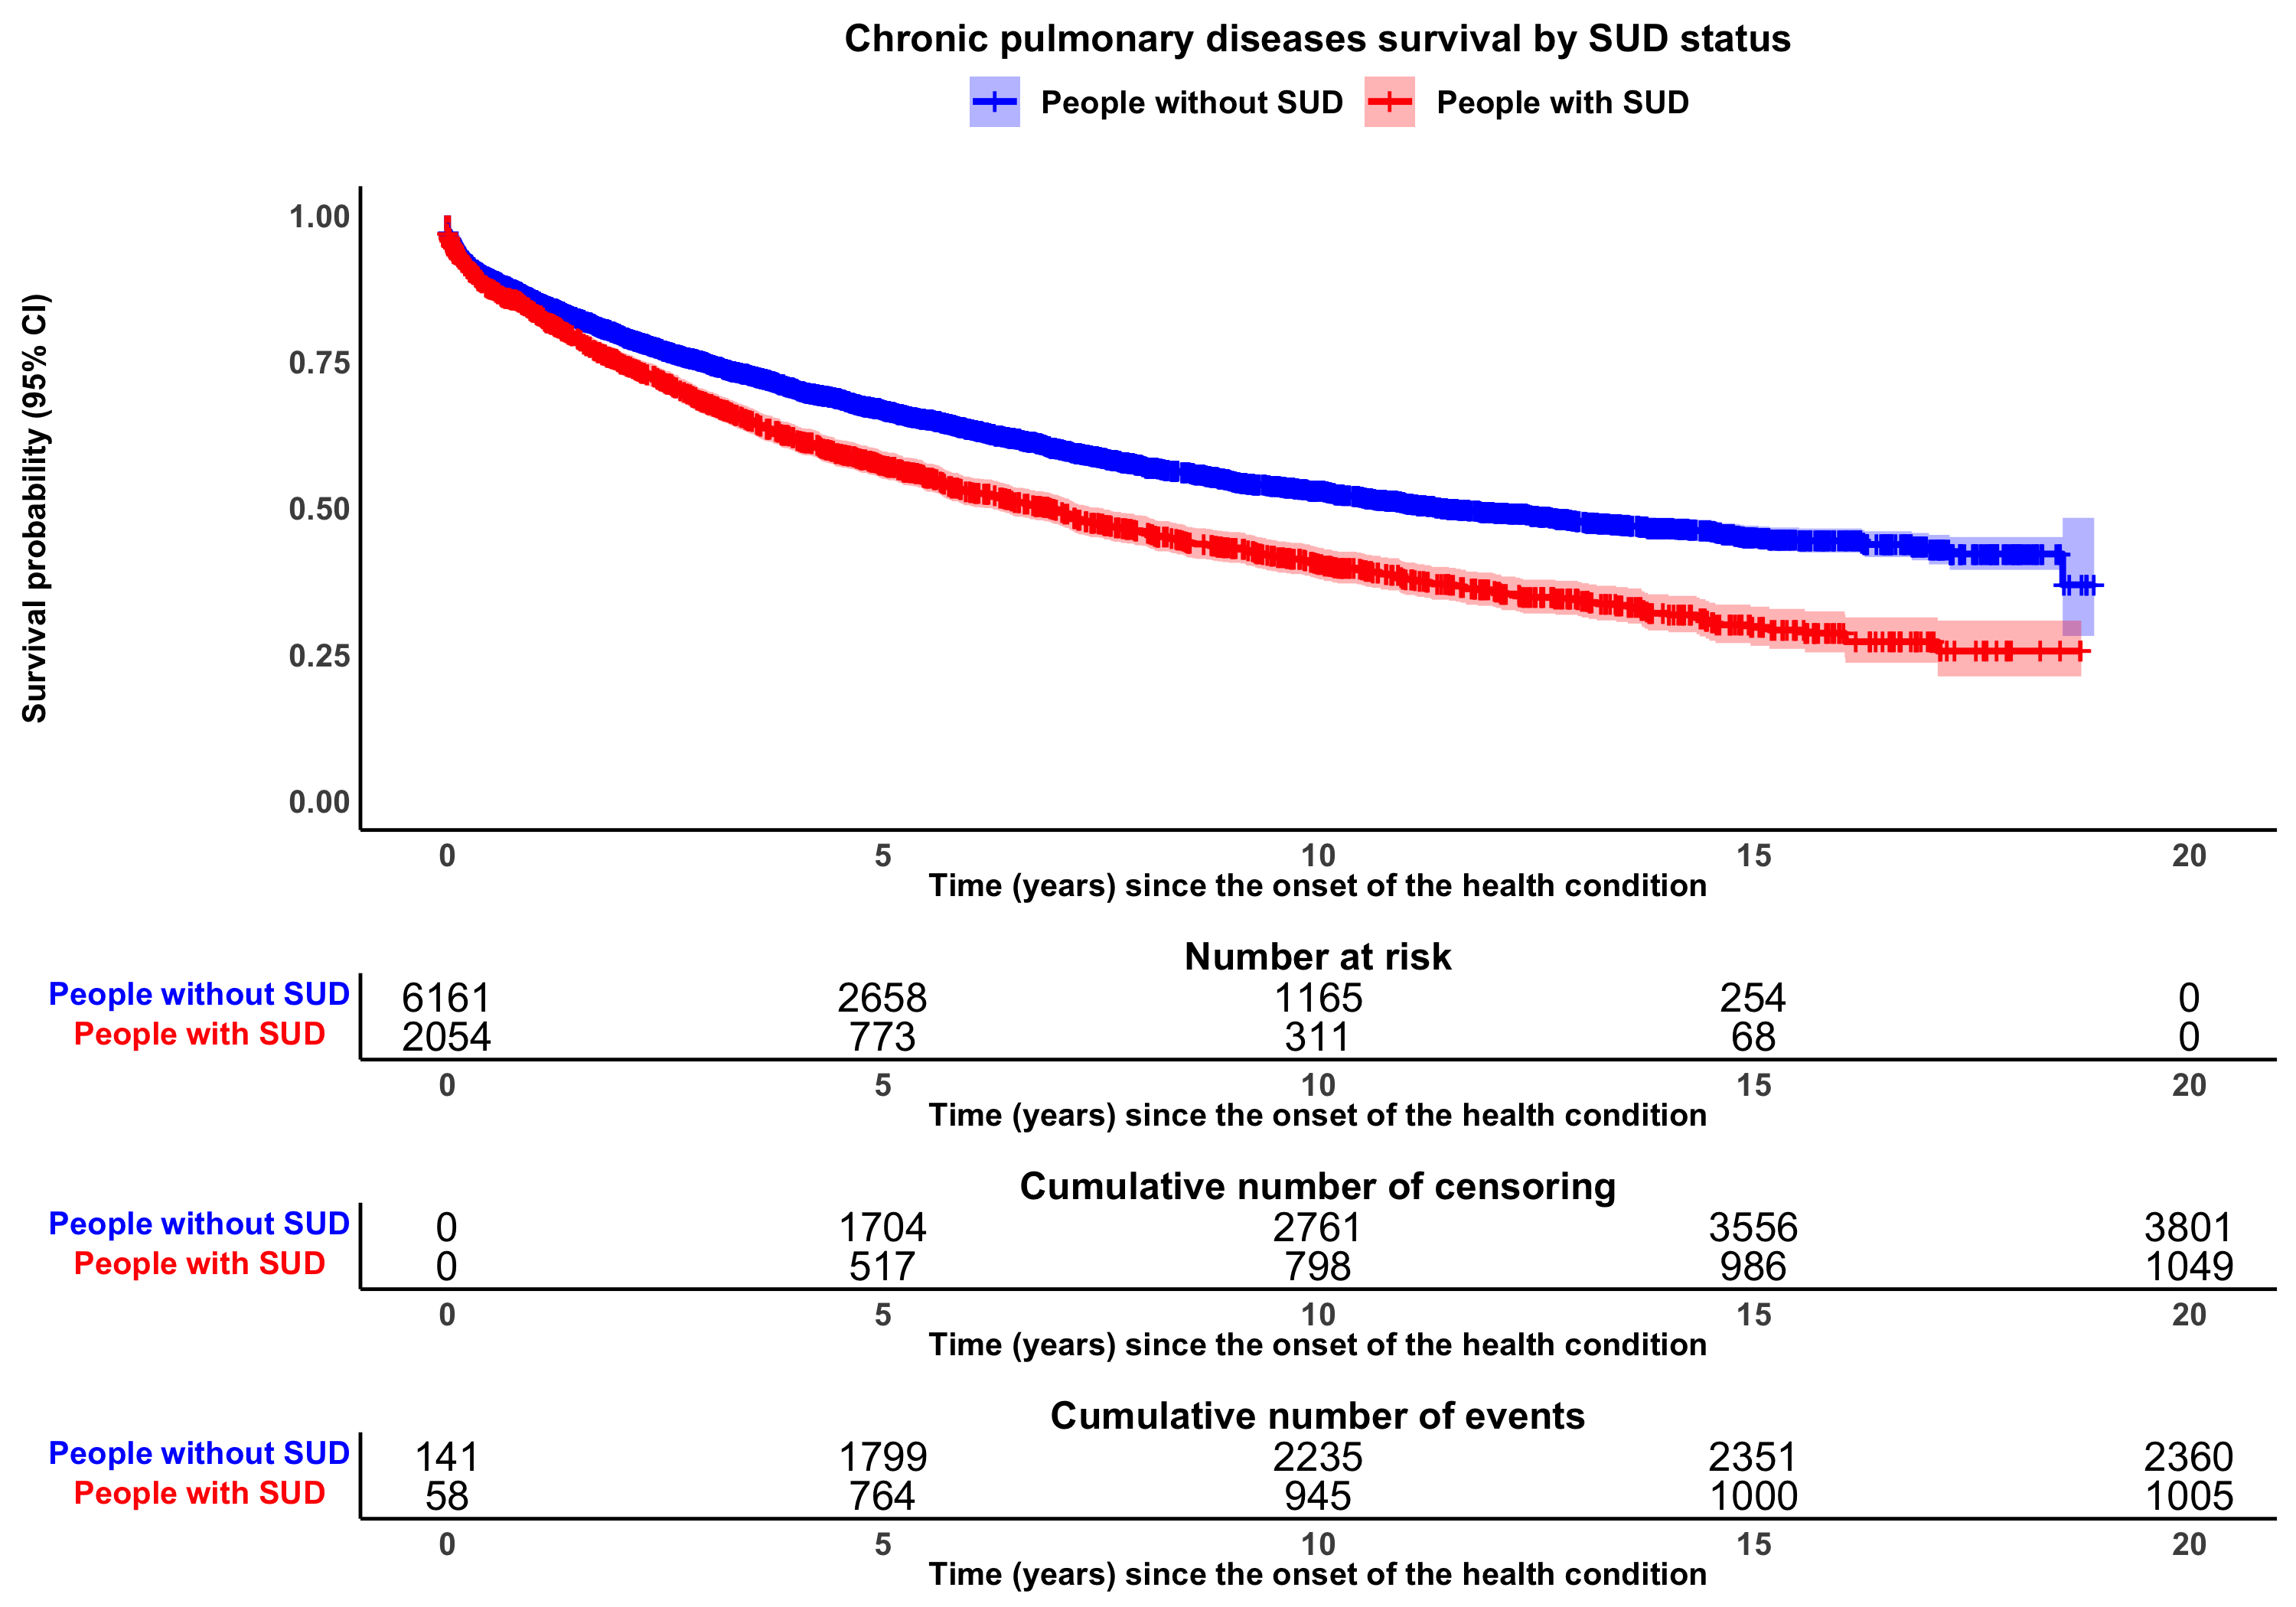 Chronic pulmonary diseases survival by SUD status
People without SUD People with SUD
Survival probability (95% CI)
1.00
0.75
0.50
0.25
0.00
0 5 10 15 20
Time (years) since the onset of the health condition
Number at risk
People without SUD 6161 2658 1165 254 0
People with SUD 2054 773 311 68 0
0 5 10 15 20
Time (years) since the onset of the health condition
Cumulative number of censoring
People without SUD 0 1704 2761 3556 3801
People with SUD 0 517 798 986 1049
0 5 10 15 20
Time (years) since the onset of the health condition
Cumulative number of events
People without SUD 141 1799 2235 2351 2360
People with SUD 58 764 945 1000 1005
0 5 10 15 20
Time (years) since the onset of the health condition